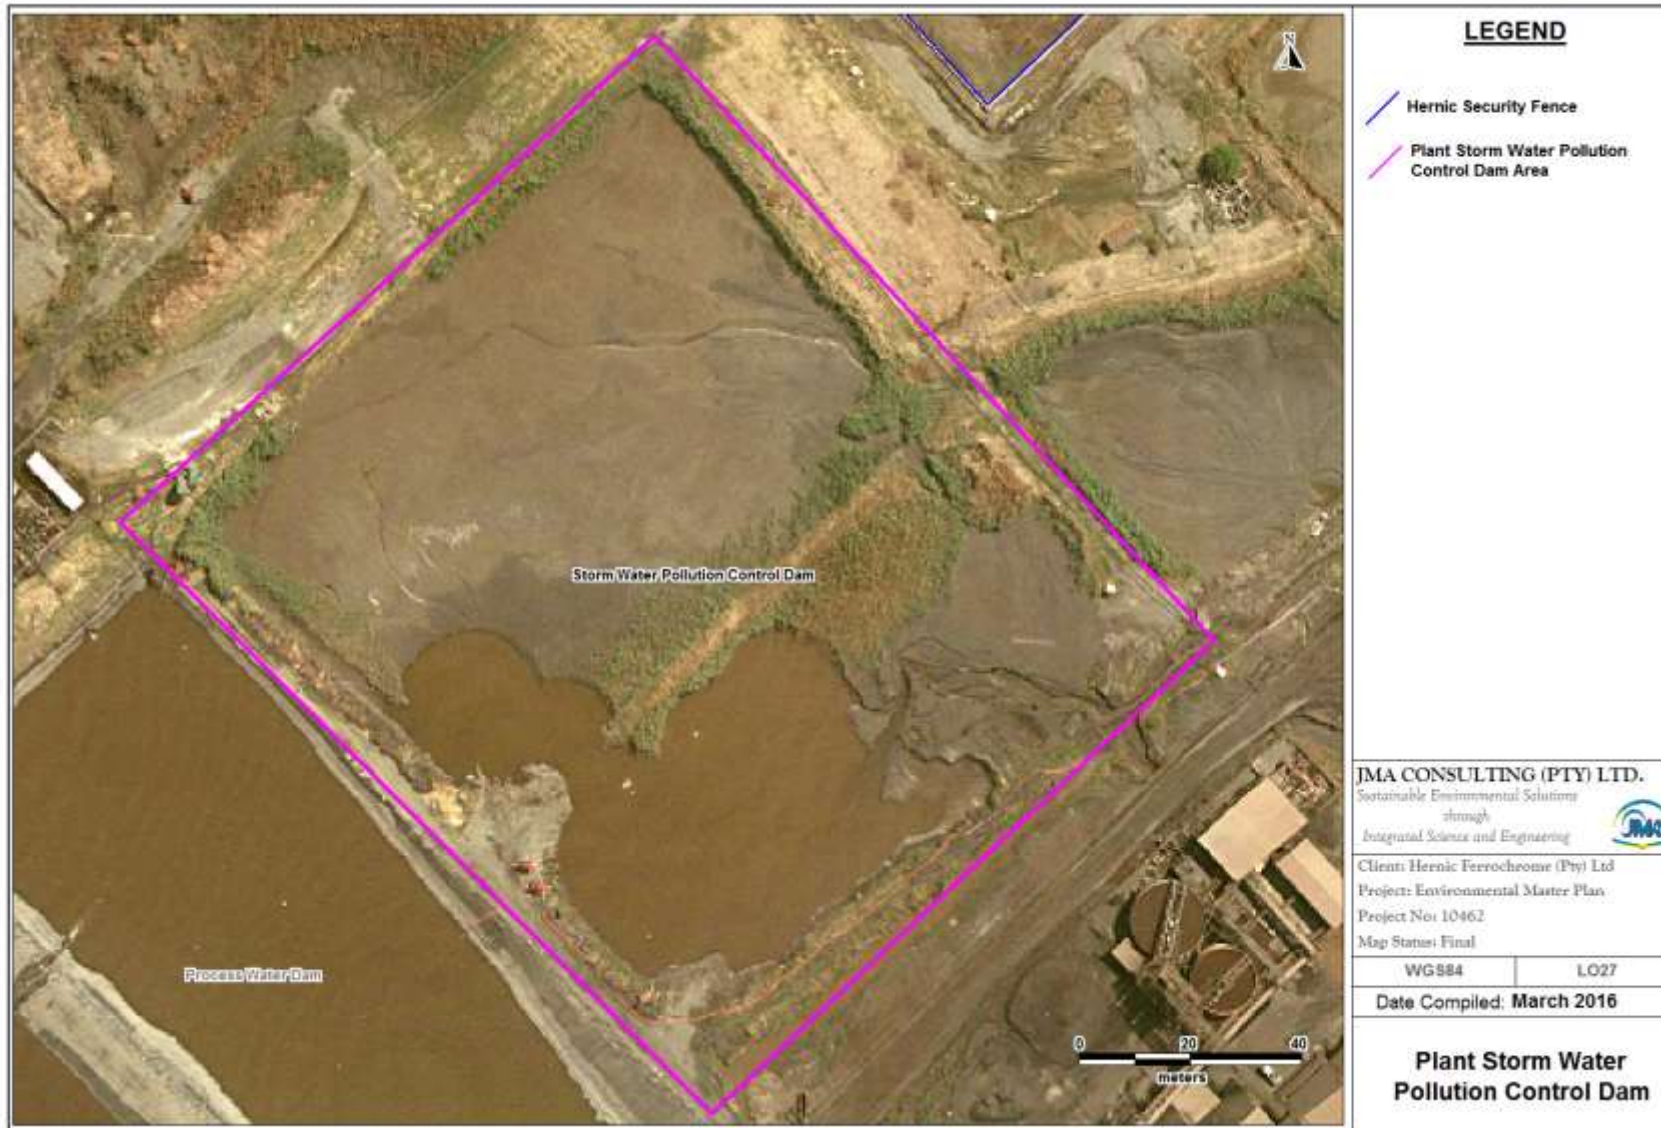 N
Storm Water Pollution Control Dam
Process Water Dam
0 20 40
meters
LEGEND
Hernic Security Fence
Plant Storm Water Pollution
Control Dam Area
JMA CONSULTING (PTY) LTD.
Sustainable Environmental Solutions
through
Integrated Science and Engineering
JMA
Client: Hernic Ferrochrome (Pty) Ltd
Project: Environmental Master Plan
Project No: 10462
Map Status: Final
WGS84 LO27
Date Compiled: March 2016
Plant Storm Water
Pollution Control Dam